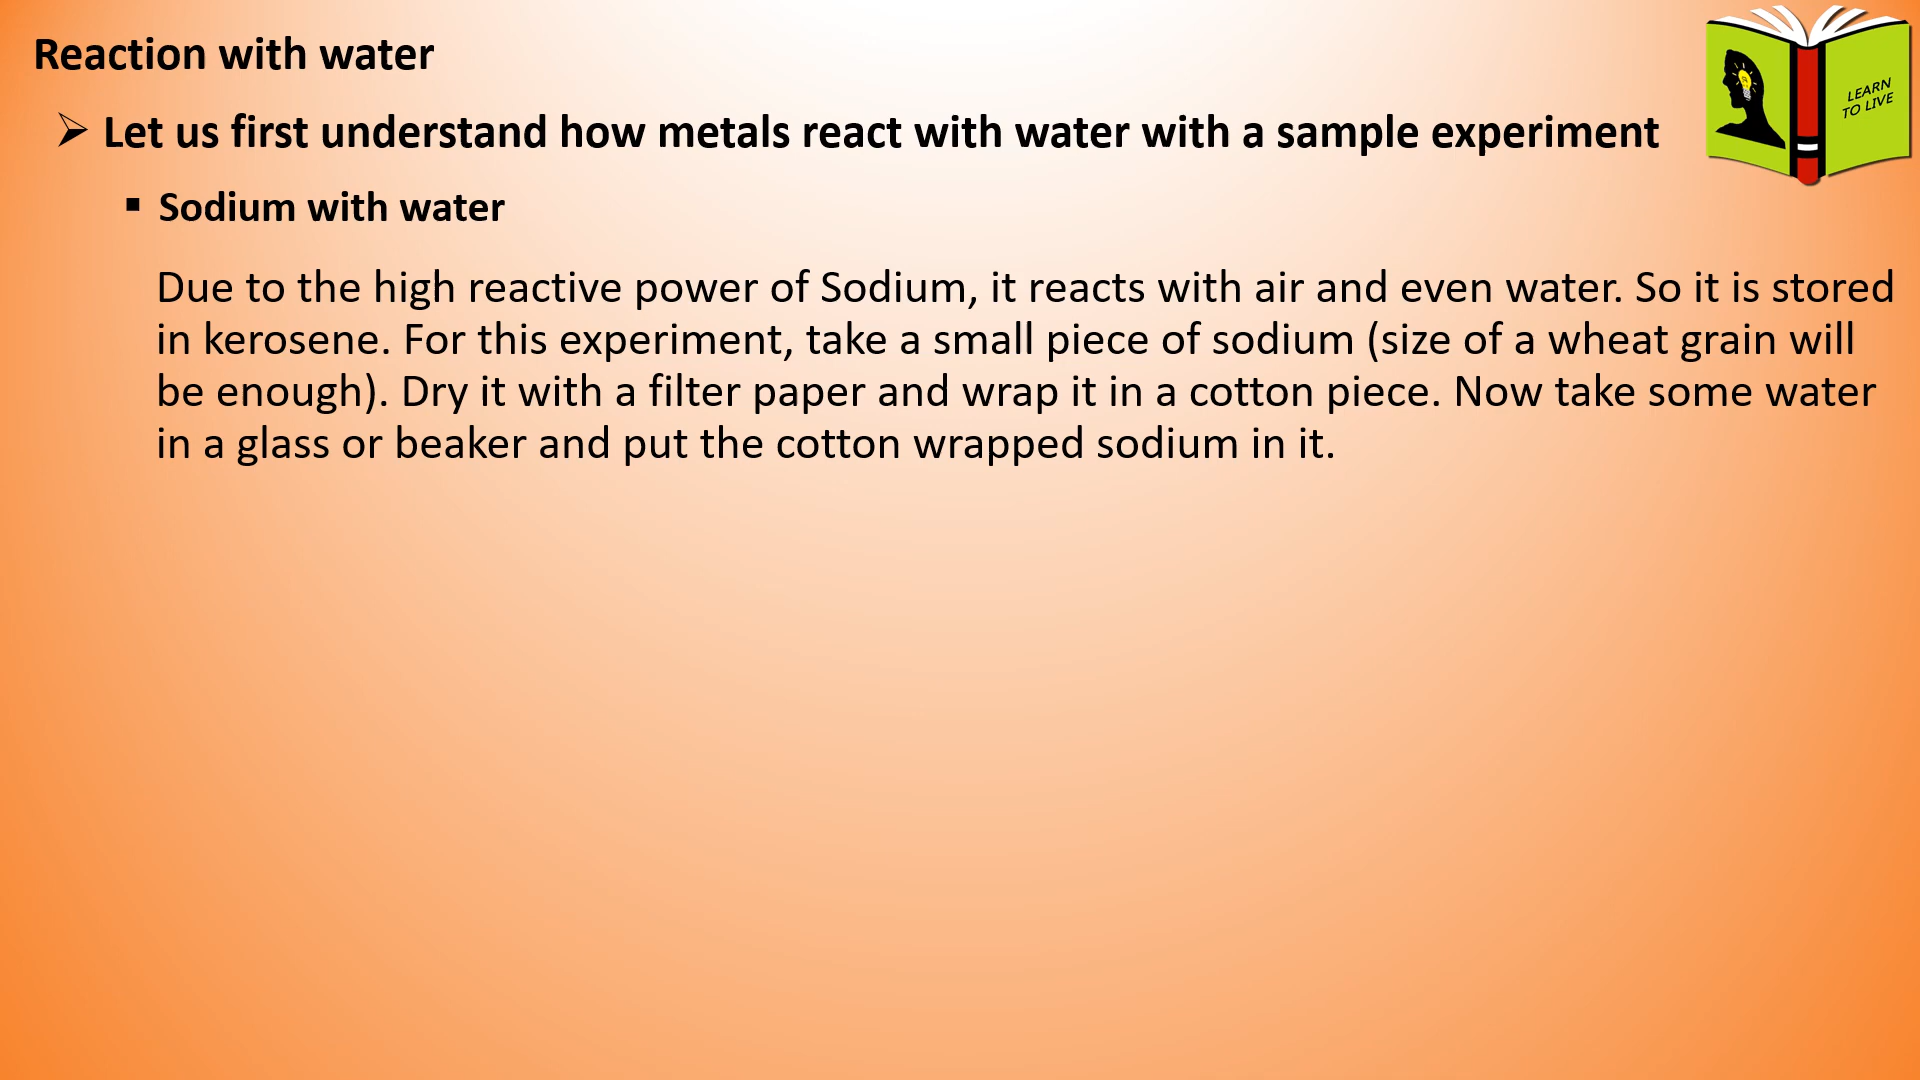 Reaction with water
➢ Let us first understand how metals react with water with a sample experiment
▪ Sodium with water
Due to the high reactive power of Sodium, it reacts with air and even water. So it is stored
in kerosene. For this experiment, take a small piece of sodium (size of a wheat grain will
be enough). Dry it with a filter paper and wrap it in a cotton piece. Now take some water
in a glass or beaker and put the cotton wrapped sodium in it.
LEARN
TO LIVE